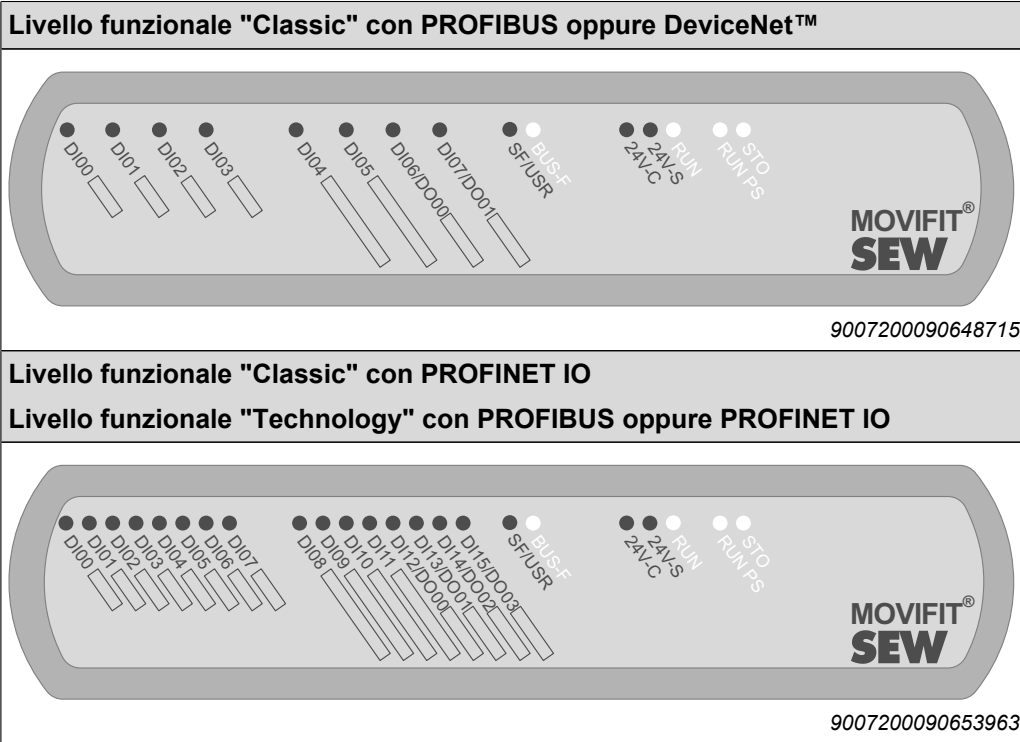 Livello funzionale "Classic" con PROFIBUS oppure DeviceNet™
DI00
DI01
DI02
DI03
DI04
DI05
DI06/DO00
DI07/DO01
SF/USR
BUS-F
24V-C
24V-S
RUN
RUN PS
STO
MOVIFIT®
SEW
9007200090648715
Livello funzionale "Classic" con PROFINET IO
Livello funzionale "Technology" con PROFIBUS oppure PROFINET IO
DI00
DI01
DI02
DI03
DI04
DI05
DI06
DI07
DI08
DI09
DI110
DI11
DI12/DO00
DI13/DO01
DI14/DO02
DI15/DO03
SF/USR
BUS-F
24V-C
24V-S
RUN
RUN PS
STO
MOVIFIT®
SEW
9007200090653963